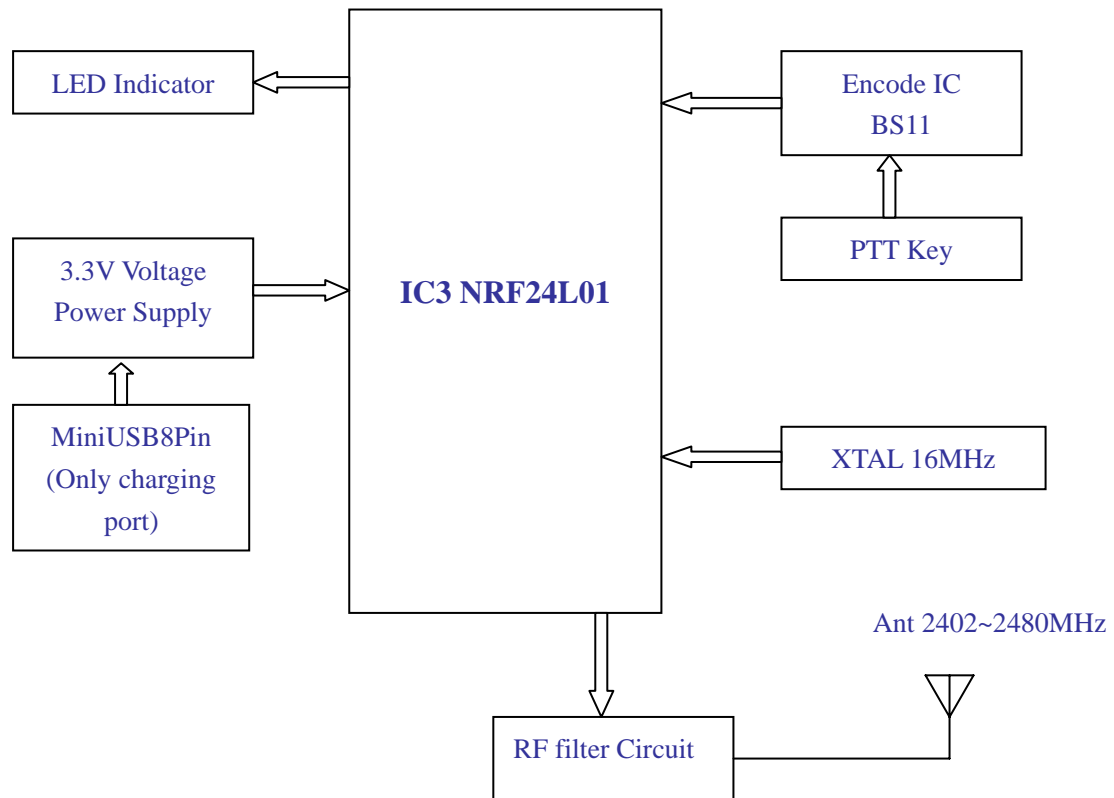 LED Indicator
Encode IC
BS11
PTT Key
3.3V Voltage
Power Supply
IC3 NRF24L01
MiniUSB8Pin
(Only charging
port)
XTAL 16MHz
Ant 2402~2480MHz
RF filter Circuit